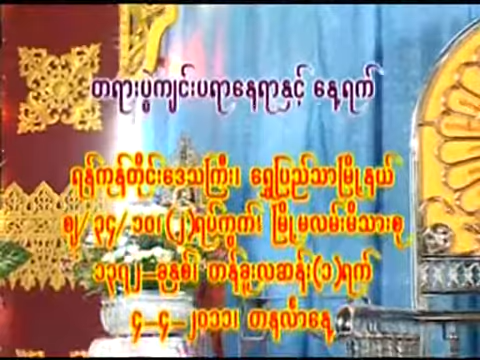 တရားပွဲကျင်းပရာနေရာနှင့် နေ့ရက်
ရန်ကုန်တိုင်းဒေသကြီး၊ ရွှေပြည်သာမြို့နယ်
စျ/ ၃၄/ ၁၀၊ (၂)ရပ်ကွက်၊ မြို့မလမ်းမိသားစု
၁၃၇၂–ခုနှစ်၊ တန်ခူးလဆန်း(၁)ရက်
၄–၄–၂၀၁၁၊ တနင်္လာနေ့